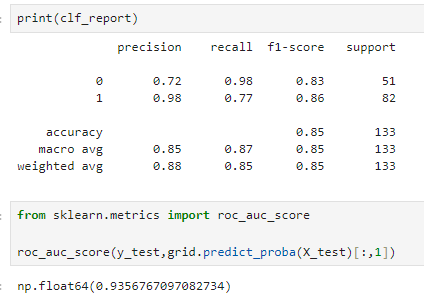 print(clf_report)
precision recall f1-score support
0 0.72 0.98 0.83 51
1 0.98 0.77 0.86 82
accuracy 0.85 133
macro avg 0.85 0.87 0.85 133
weighted avg 0.88 0.85 0.85 133
from sklearn.metrics import roc_auc_score
roc_auc_score(y_test,grid.predict_proba(X_test)[:,1])
np.float64(0.9356767097082734)